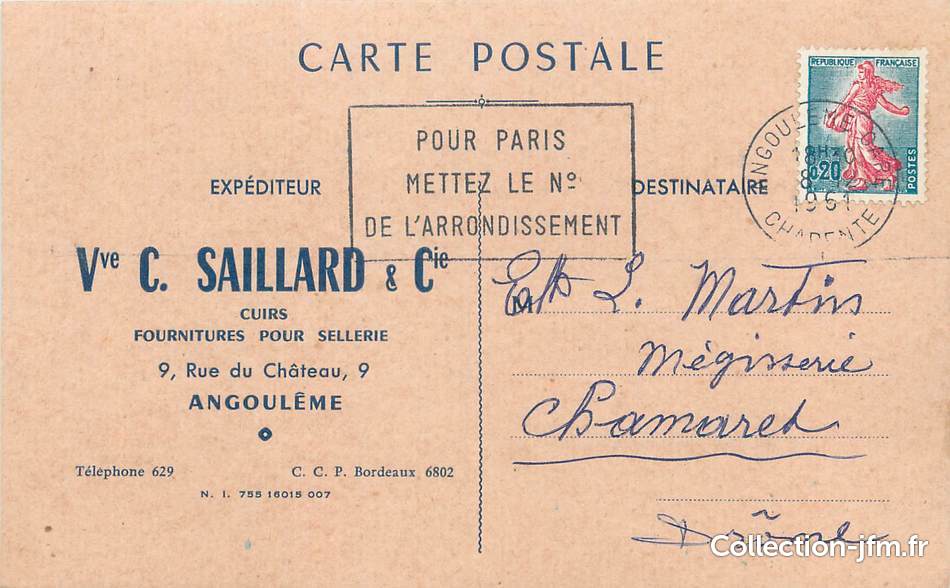 CARTE POSTALE
REPUBLIQUE FRANÇAISE
0,20
POSTES
ANGOULEME
18H30
1961
CHARENTE
POUR PARIS
METTEZ LE Nº
DE L'ARRONDISSEMENT
EXPÉDITEUR
Vve C. SAILLARD & Cie
CUIRS
FOURNITURES POUR SELLERIE
9, Rue du Château, 9
ANGOULÊME
Téléphone 629 C. C. P. Bordeaux 6802
N. I. 755 16015 007
DESTINATAIRE
M
Ets L. Martins
Mégisserie
Chamaret
Drôme
Collection-jfm.fr